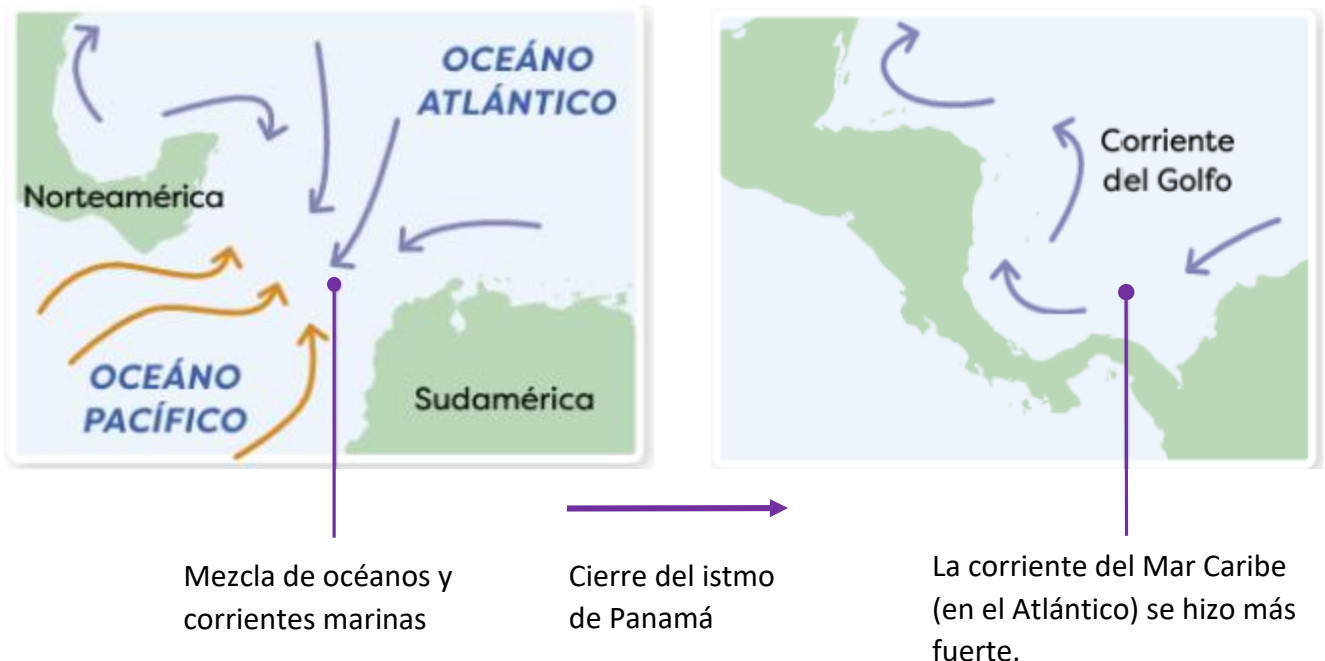 OCEÁNO
ATLÁNTICO
Norteamérica
OCEÁNO
PACÍFICO
Sudamérica
Corriente
del Golfo
Mezcla de océanos y
corrientes marinas
Cierre del istmo
de Panamá
La corriente del Mar Caribe
(en el Atlántico) se hizo más
fuerte.